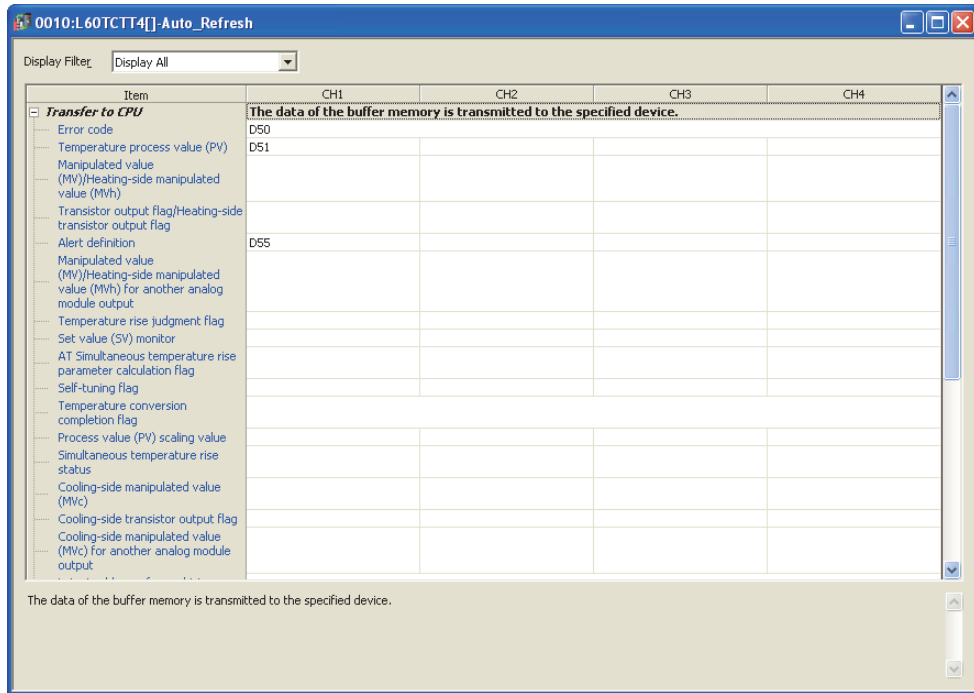 0010:L60TCTT4[]-Auto_Refresh
Display Filter Display All
Item CH1 CH2 CH3 CH4
Transfer to CPU The data of the buffer memory is transmitted to the specified device.
Error code D50
Temperature process value (PV) D51
Manipulated value
(MV)/Heating-side manipulated
value (MVh)
Transistor output flag/Heating-side
transistor output flag
Alert definition D55
Manipulated value
(MV)/Heating-side manipulated
value (MVh) for another analog
module output
Temperature rise judgment flag
Set value (SV) monitor
AT Simultaneous temperature rise
parameter calculation flag
Self-tuning flag
Temperature conversion
completion flag
Process value (PV) scaling value
Simultaneous temperature rise
status
Cooling-side manipulated value
(MVc)
Cooling-side transistor output flag
Cooling-side manipulated value
(MVc) for another analog module
output
The data of the buffer memory is transmitted to the specified device.